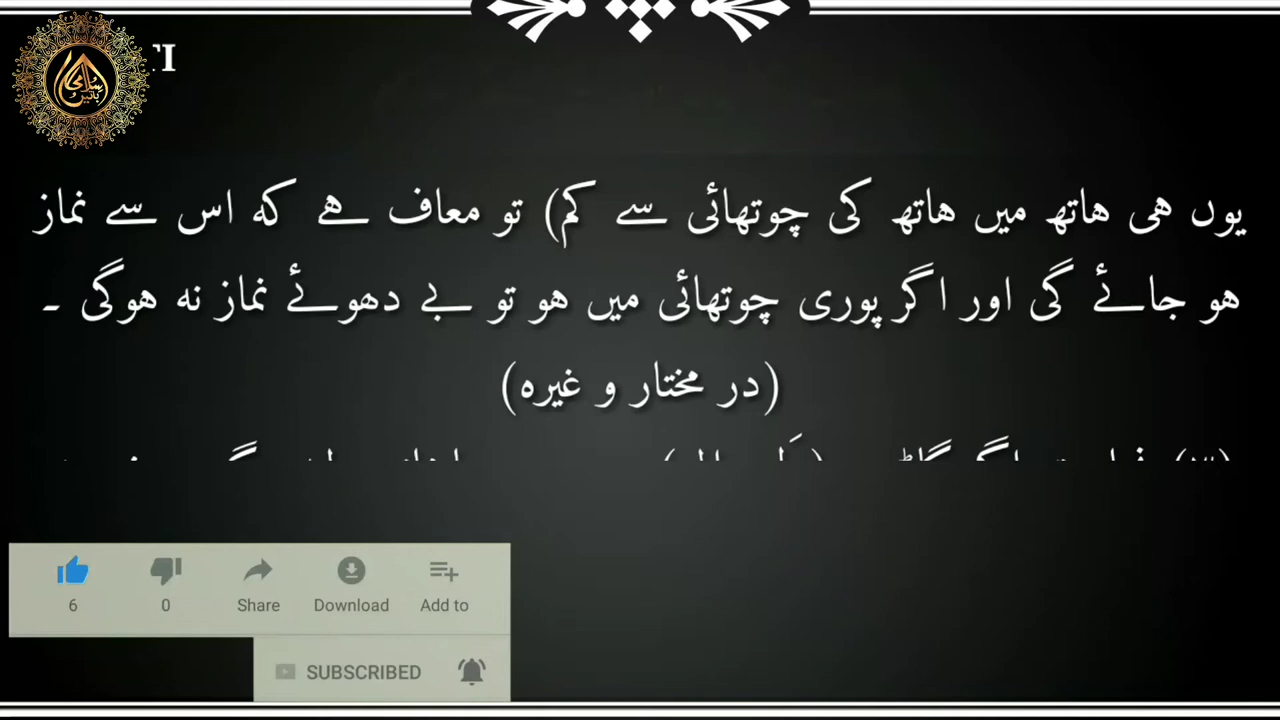 یوں ہی ہاتھ میں ہاتھ کی چوتھائی سے کم) تو معاف ہے کہ اس سے نماز
ہو جائے گی اور اگر پوری چوتھائی میں ہو تو بے دھوئے نماز نہ ہوگی ۔
(در مختار و غیرہ)
6
0
Share
Download
Add to
SUBSCRIBED